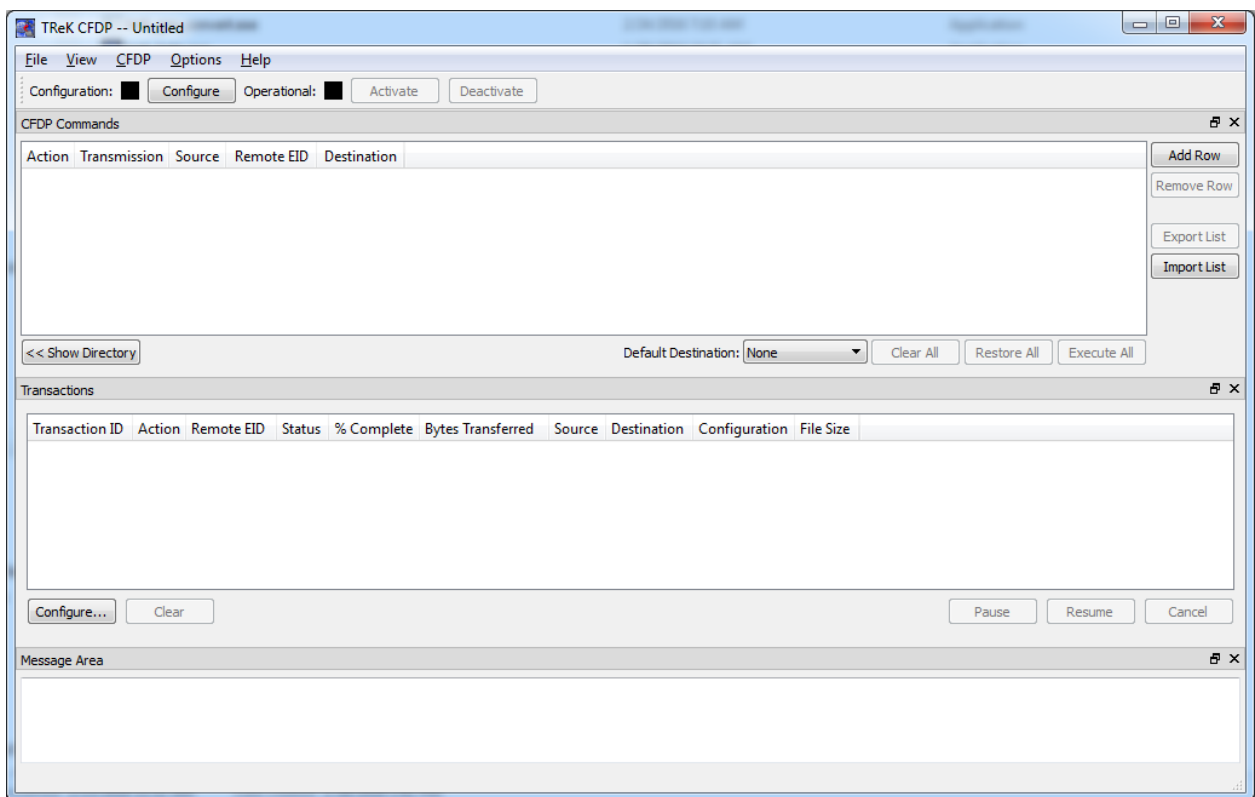 TReK CFDP -- Untitled
File View CFDP Options Help
Configuration: Configure Operational: Activate Deactivate
CFDP Commands
Action Transmission Source Remote EID Destination
Add Row
Remove Row
Export List
Import List
<< Show Directory Default Destination: None Clear All Restore All Execute All
Transactions
Transaction ID Action Remote EID Status % Complete Bytes Transferred Source Destination Configuration File Size
Configure... Clear Pause Resume Cancel
Message Area